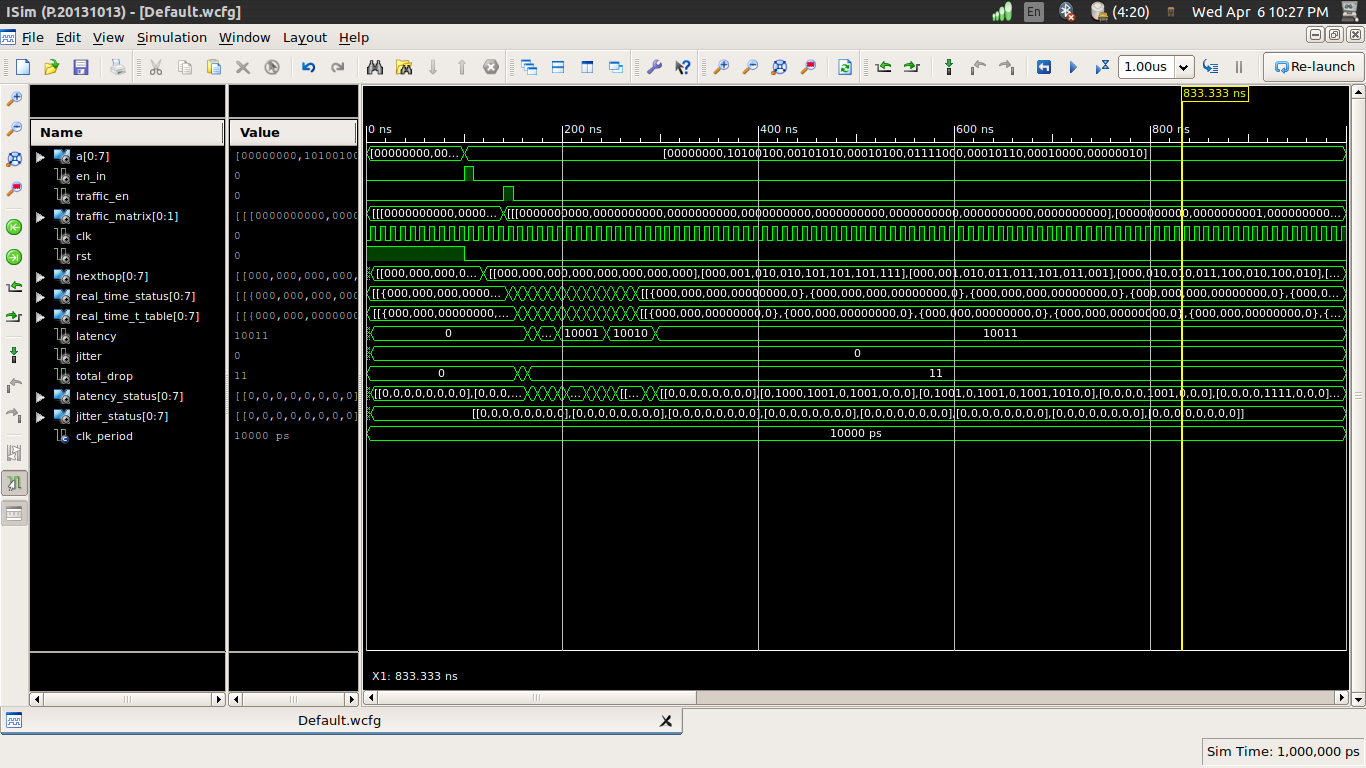 ISim (P.20131013) - [Default.wcfg]
En
(4:20)
Wed Apr 6 10:27 PM
File Edit View Simulation Window Layout Help
1.00us
Re-launch
833.333 ns
Name
Value
0 ns
200 ns
400 ns
600 ns
800 ns
a[0:7]
[00000000,10100100
[00000000,00...
[00000000,10100100,00101010,00010100,01111000,00010110,00010000,00000010]
en_in
0
traffic_en
0
traffic_matrix[0:1]
[[[0000000000,0000
[[[0000000000,0000...
[[[0000000000,0000000000,0000000000,0000000000,0000000000,0000000000,0000000000,0000000000],[0000000000,0000000001,000000000...
clk
0
rst
0
nexthop[0:7]
[[000,000,000,000,
[[000,000,000,0...
[[000,000,000,000,000,000,000,000],[000,001,010,010,101,101,101,111],[000,001,010,011,011,101,011,001],[000,010,010,011,100,010,100,010],[...
real_time_status[0:7]
[[{000,000,000,000
[[{000,000,000,0000...
[[{000,000,000,00000000,0},{000,000,000,00000000,0},{000,000,000,00000000,0},{000,000,000,00000000,0},{000,0...
real_time_t_table[0:7]
[[{000,000,0000000
[[{000,000,00000000,...
[[{000,000,00000000,0},{000,000,00000000,0},{000,000,00000000,0},{000,000,00000000,0},{000,000,00000000,0},{...
latency
10011
0
...
10001
10010
10011
jitter
0
0
total_drop
11
0
11
latency_status[0:7]
[[0,0,0,0,0,0,0,0]
[[0,0,0,0,0,0,0,0],[0,0,0,0,...
...
[[...
[[0,0,0,0,0,0,0,0],[0,1000,1001,0,1001,0,0,0],[0,1001,0,1001,0,1001,1010,0],[0,0,0,0,1001,0,0,0],[0,0,0,0,1111,0,0,0]...
jitter_status[0:7]
[[0,0,0,0,0,0,0,0]
[[0,0,0,0,0,0,0,0],[0,0,0,0,0,0,0,0],[0,0,0,0,0,0,0,0],[0,0,0,0,0,0,0,0],[0,0,0,0,0,0,0,0],[0,0,0,0,0,0,0,0],[0,0,0,0,0,0,0,0],[0,0,0,0,0,0,0,0]]
clk_period
10000 ps
10000 ps
X1: 833.333 ns
Default.wcfg
Sim Time: 1,000,000 ps